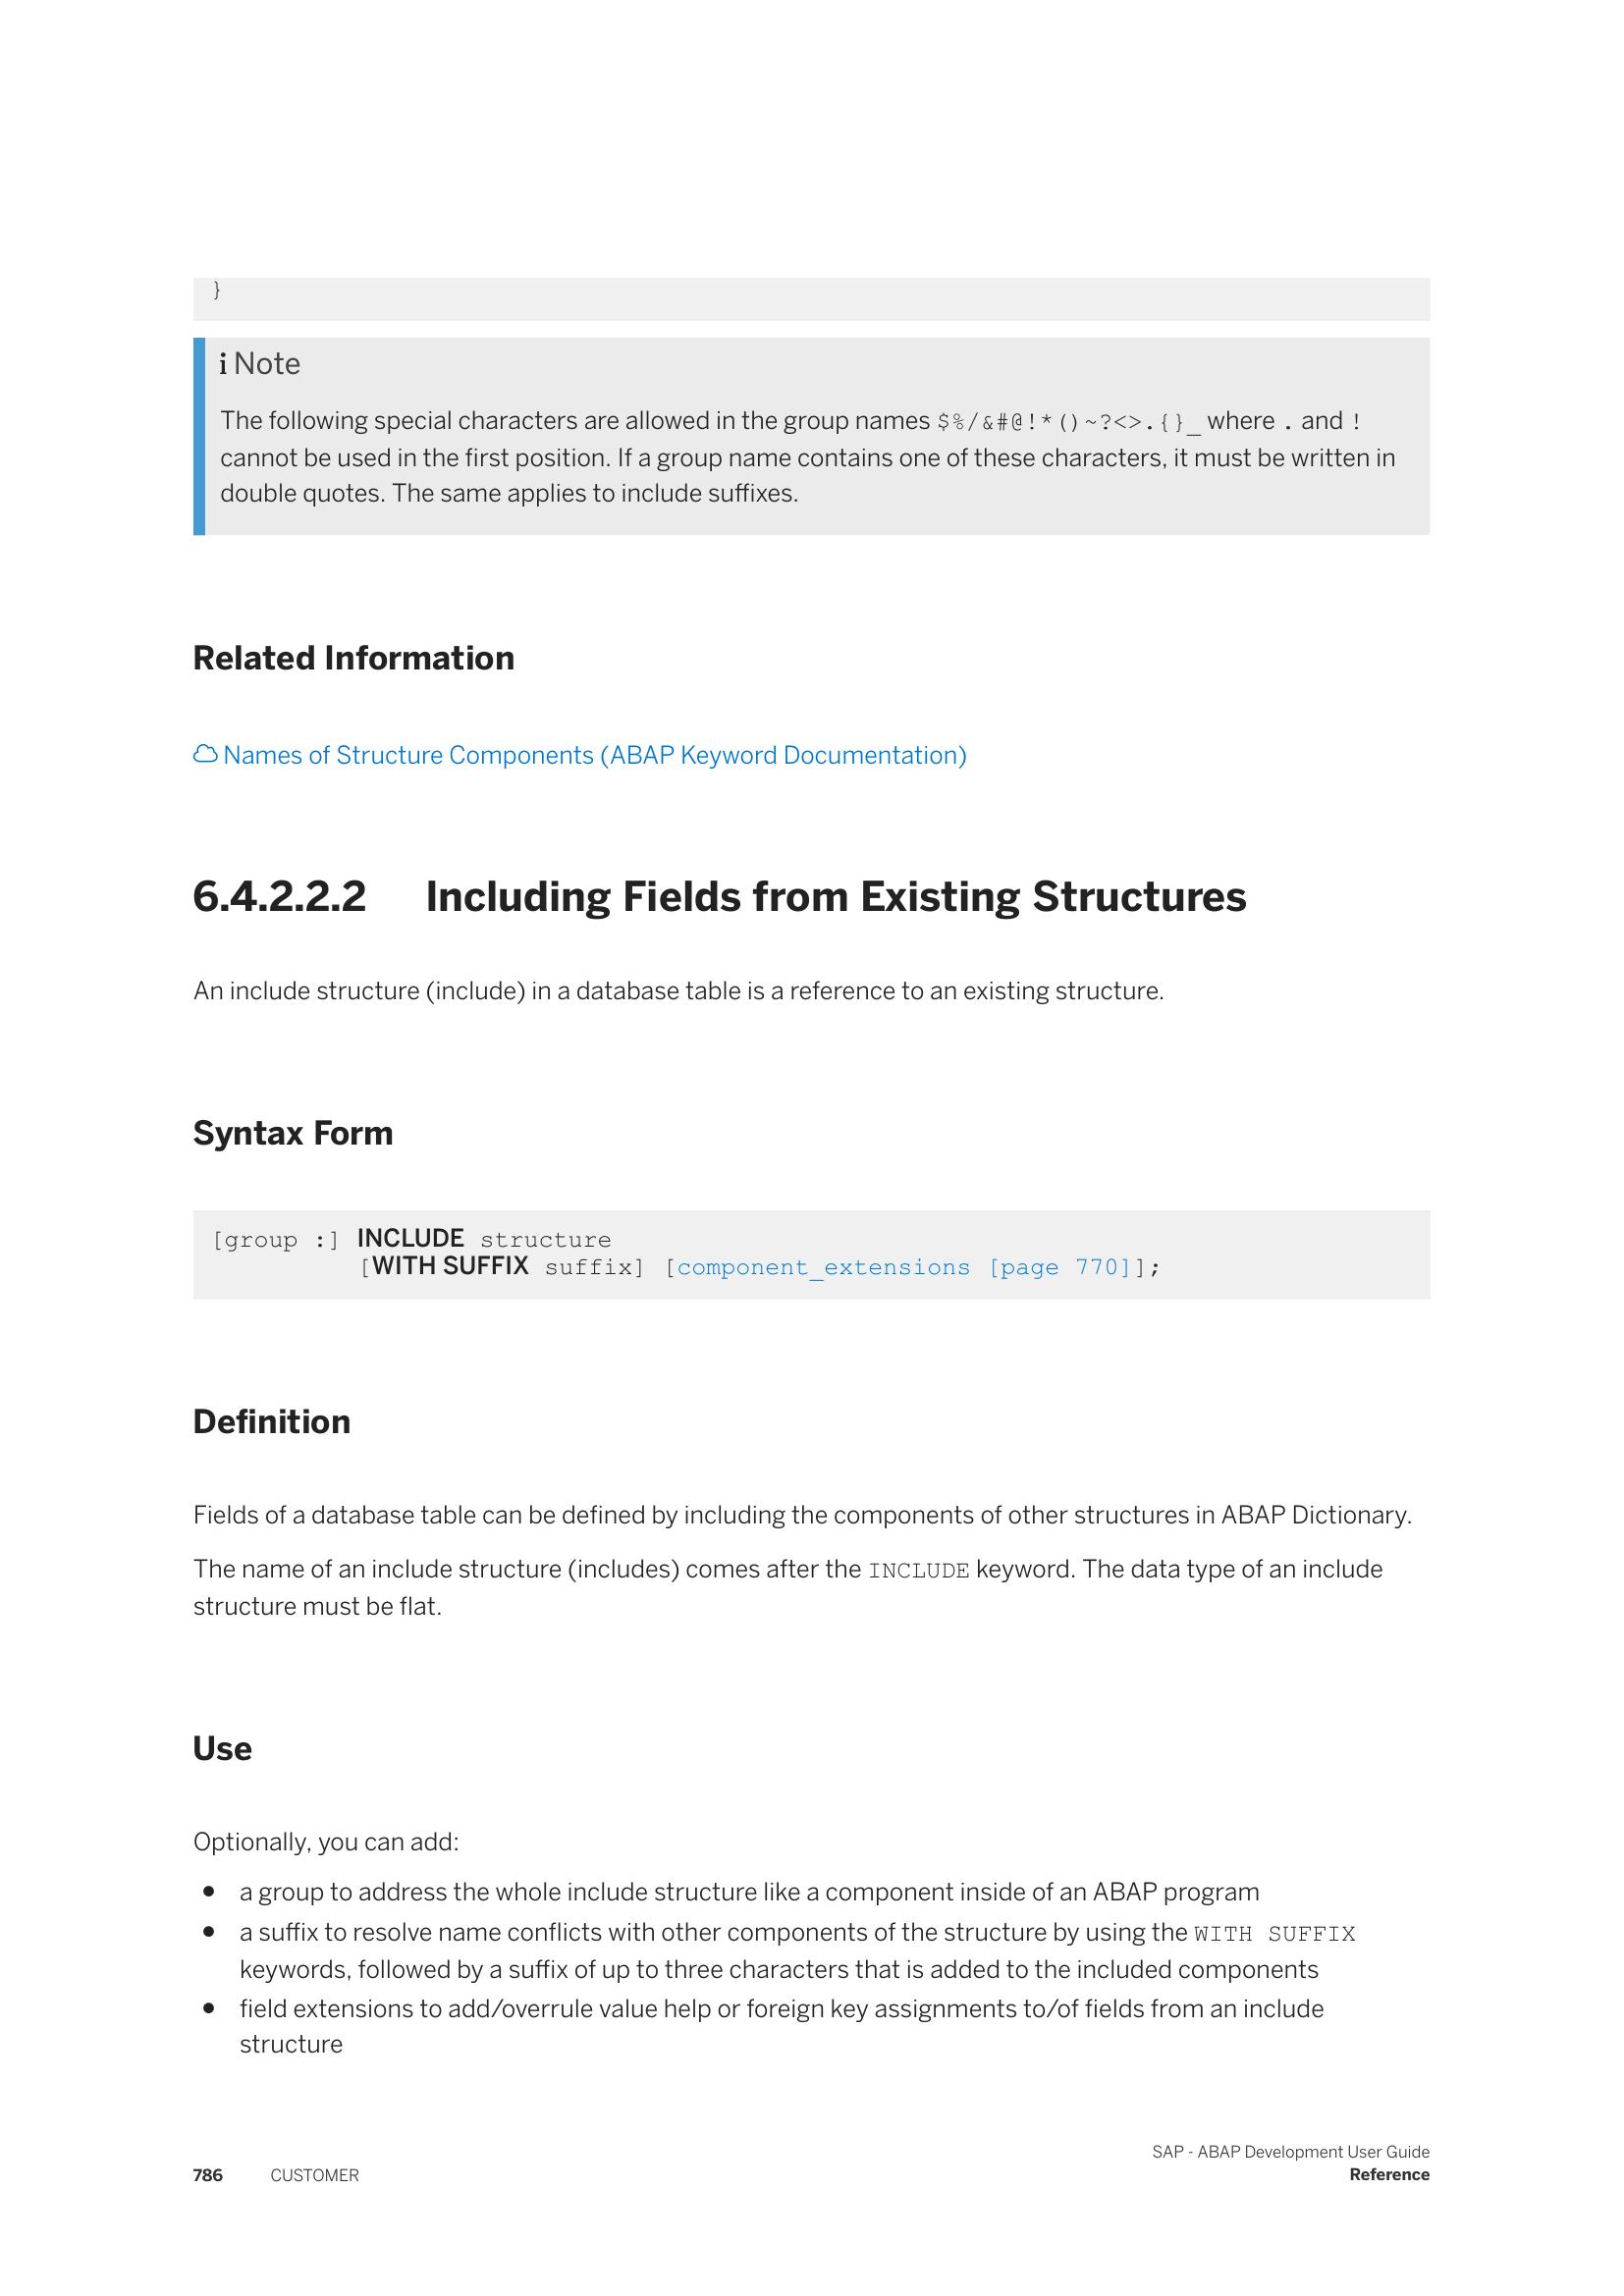 }
i Note
The following special characters are allowed in the group names $%/&#@!*()~?<>.{}_ where . and !
cannot be used in the first position. If a group name contains one of these characters, it must be written in
double quotes. The same applies to include suffixes.
Related Information
Names of Structure Components (ABAP Keyword Documentation)
6.4.2.2.2 Including Fields from Existing Structures
An include structure (include) in a database table is a reference to an existing structure.
Syntax Form
[group :] INCLUDE structure
[WITH SUFFIX suffix] [component_extensions [page 770]];
Definition
Fields of a database table can be defined by including the components of other structures in ABAP Dictionary.
The name of an include structure (includes) comes after the INCLUDE keyword. The data type of an include
structure must be flat.
Use
Optionally, you can add:
● a group to address the whole include structure like a component inside of an ABAP program
● a suffix to resolve name conflicts with other components of the structure by using the WITH SUFFIX
keywords, followed by a suffix of up to three characters that is added to the included components
● field extensions to add/overrule value help or foreign key assignments to/of fields from an include
structure
SAP - ABAP Development User Guide
786 CUSTOMER Reference